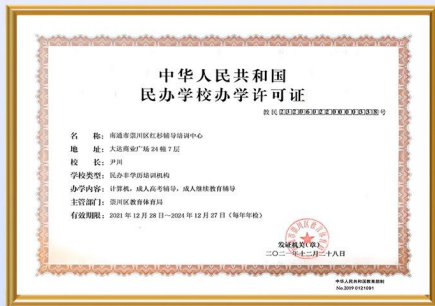 中华人民共和国
民办学校办学许可证
教民
号
名 称：南通市崇川区红杉辅导培训中心
地 址：大达商业广场24幢7层
校 长：尹川
学校类型：民办非学历培训机构
办学内容：计算机，成人高考辅导，成人继续教育辅导
主管部门：崇川区教育体育局
有效期限：2021年12月28日～2024年12月27日（每年年检）
发证机关（章）
二〇二一年十二月二十八日
中华人民共和国教育部制
No.2019 0121091